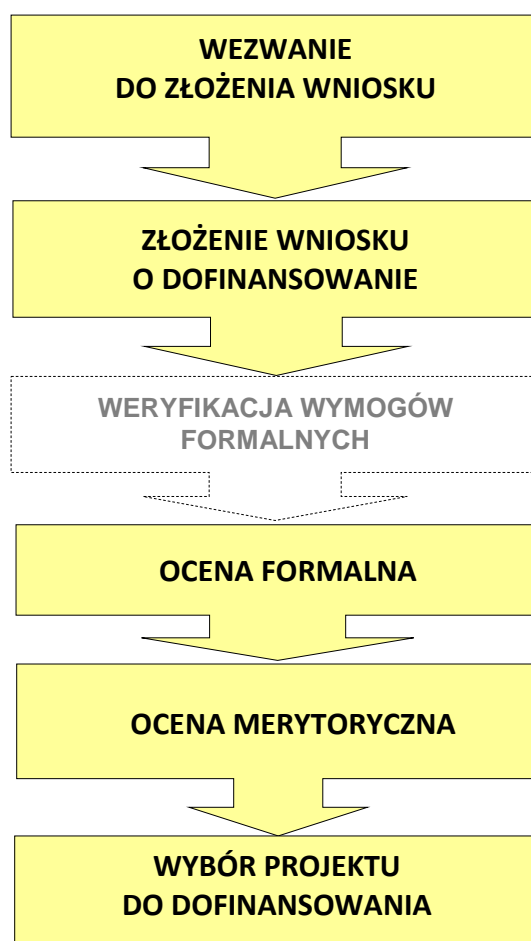 WEZWANIE
DO ZŁOŻENIA WNIOSKU
ZŁOŻENIE WNIOSKU
O DOFINANSOWANIE
WERYFIKACJA WYMOGÓW
FORMALNYCH
OCENA FORMALNA
OCENA MERYTORYCZNA
WYBÓR PROJEKTU
DO DOFINANSOWANIA